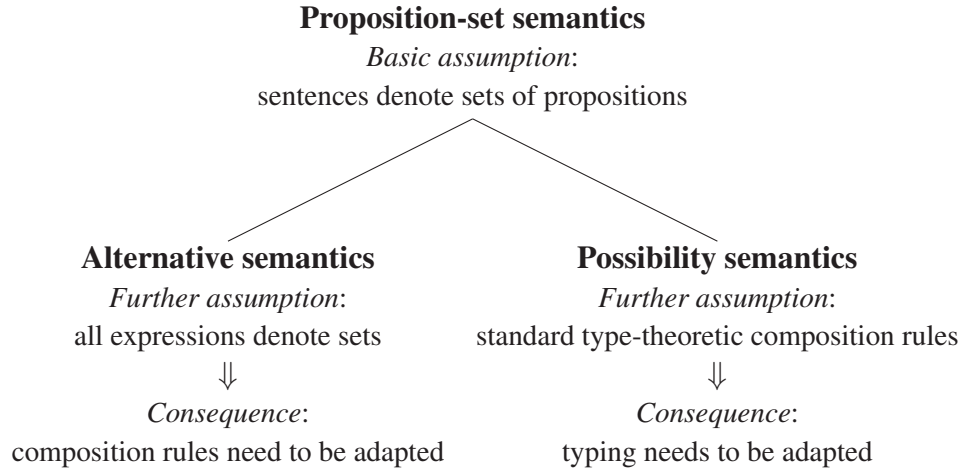 Proposition-set semantics
Basic assumption:
sentences denote sets of propositions
Alternative semantics
Further assumption:
all expressions denote sets
⇓
Consequence:
composition rules need to be adapted
Possibility semantics
Further assumption:
standard type-theoretic composition rules
⇓
Consequence:
typing needs to be adapted